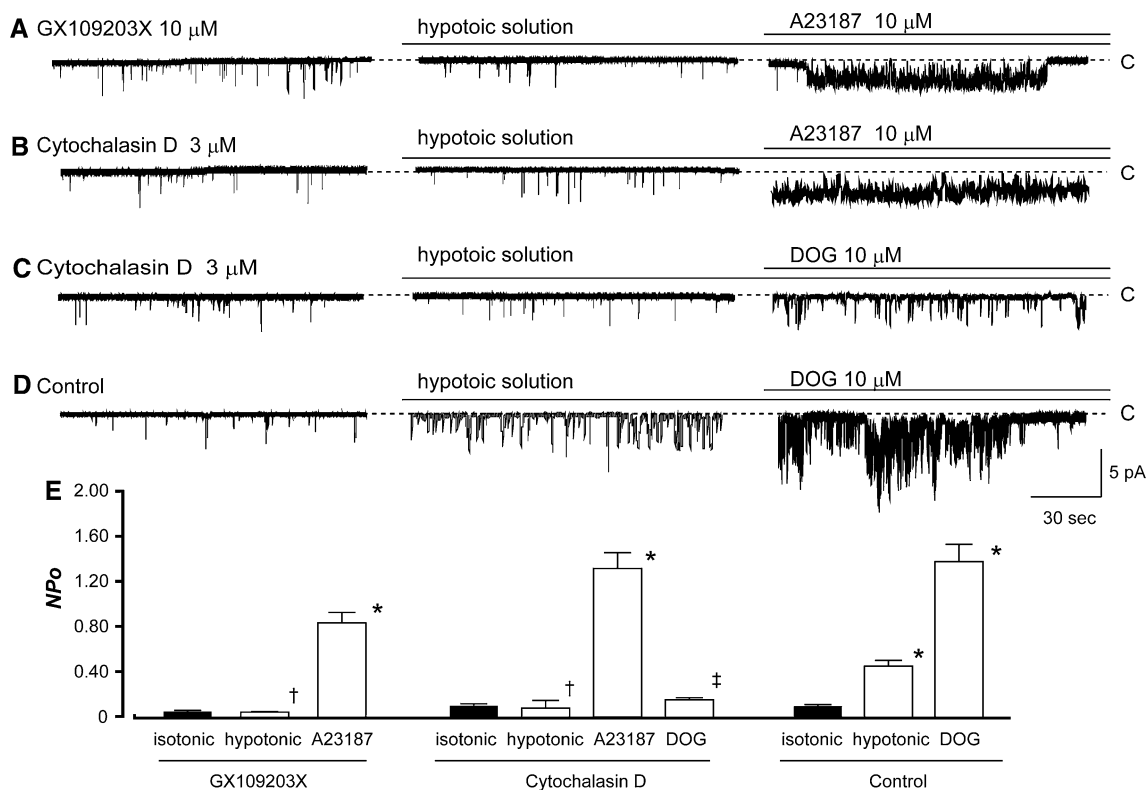 A GX109203X 10 μM
hypotoic solution
A23187 10 μM
C
B Cytochalasin D 3 μM
hypotoic solution
A23187 10 μM
C
C Cytochalasin D 3 μM
hypotoic solution
DOG 10 μM
C
D Control
hypotoic solution
DOG 10 μM
C
5 pA
30 sec
E
NPo
2.00
1.60
1.20
0.80
0.40
0
* † * † ‡ * *
isotonic hypotonic A23187
GX109203X
isotonic hypotonic A23187 DOG
Cytochalasin D
isotonic hypotonic DOG
Control